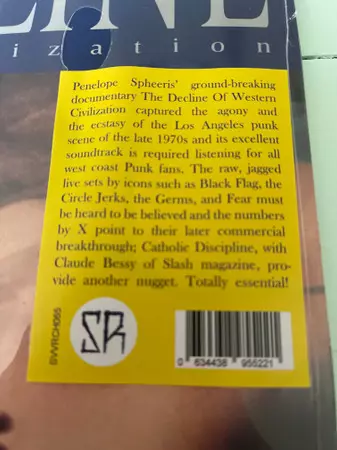 LINE
ization
Penelope Spheeris' ground-breaking
documentary The Decline Of Western
Civilization captured the agony and
the ecstasy of the Los Angeles punk
scene of the late 1970s and its excellent
soundtrack is required listening for all
west coast Punk fans. The raw, jagged
live sets by icons such as Black Flag, the
Circle Jerks, the Germs, and Fear must
be heard to be believed and the numbers
by X point to their later commercial
breakthrough; Catholic Discipline, with
Claude Bessy of Slash magazine, pro-
vide another nugget. Totally essential!
SVVRCH065
SR
0 634438 955221